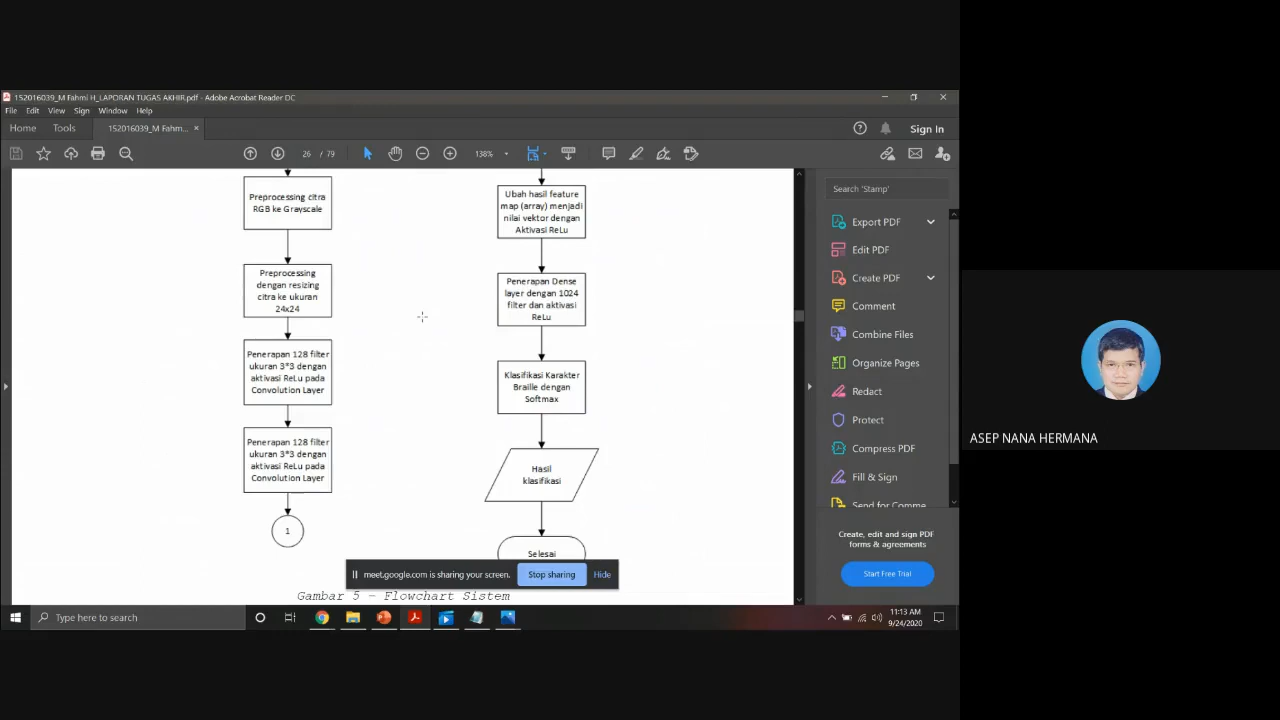 152016039_M Fahmi H_LAPORAN TUGAS AKHIR.pdf - Adobe Acrobat Reader DC
File Edit View Sign Window Help
Home Tools 152016039_M Fahm... × Sign In
26 / 79 138%
Preprocessing citra
RGB ke Grayscale
Preprocessing
dengan resizing
citra ke ukuran
24x24
Penerapan 128 filter
ukuran 3*3 dengan
aktivasi ReLu pada
Convolution Layer
Penerapan 128 filter
ukuran 3*3 dengan
aktivasi ReLu pada
Convolution Layer
1
Ubah hasil feature
map (array) menjadi
nilai vektor dengan
Aktivasi ReLu
Penerapan Dense
layer dengan 1024
filter dan aktivasi
ReLu
Klasifikasi Karakter
Braille dengan
Softmax
Hasil
klasifikasi
Selesai
Gambar 5 – Flowchart Sistem
meet.google.com is sharing your screen. Stop sharing Hide
Search 'Stamp'
Export PDF
Edit PDF
Create PDF
Comment
Combine Files
Organize Pages
Redact
Protect
Compress PDF
Fill & Sign
Send for Comme
Create, edit and sign PDF
forms & agreements
Start Free Trial
Type here to search
11:13 AM
9/24/2020
ASEP NANA HERMANA